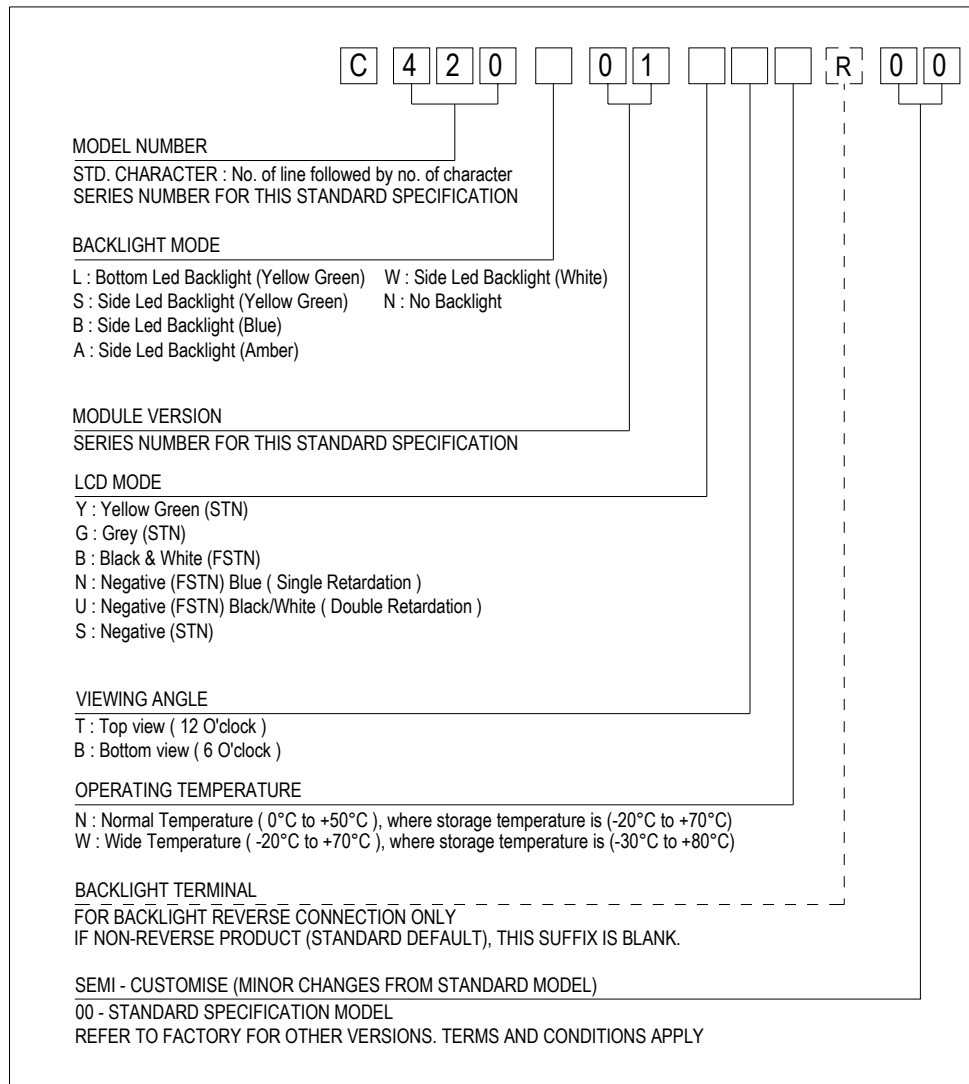 C 4 2 0 0 1 R 0 0
MODEL NUMBER
STD. CHARACTER : No. of line followed by no. of character
SERIES NUMBER FOR THIS STANDARD SPECIFICATION
BACKLIGHT MODE
L : Bottom Led Backlight (Yellow Green) W : Side Led Backlight (White)
S : Side Led Backlight (Yellow Green) N : No Backlight
B : Side Led Backlight (Blue)
A : Side Led Backlight (Amber)
MODULE VERSION
SERIES NUMBER FOR THIS STANDARD SPECIFICATION
LCD MODE
Y : Yellow Green (STN)
G : Grey (STN)
B : Black & White (FSTN)
N : Negative (FSTN) Blue ( Single Retardation )
U : Negative (FSTN) Black/White ( Double Retardation )
S : Negative (STN)
VIEWING ANGLE
T : Top view ( 12 O'clock )
B : Bottom view ( 6 O'clock )
OPERATING TEMPERATURE
N : Normal Temperature ( 0°C to +50°C ), where storage temperature is (-20°C to +70°C)
W : Wide Temperature ( -20°C to +70°C ), where storage temperature is (-30°C to +80°C)
BACKLIGHT TERMINAL
FOR BACKLIGHT REVERSE CONNECTION ONLY
IF NON-REVERSE PRODUCT (STANDARD DEFAULT), THIS SUFFIX IS BLANK.
SEMI - CUSTOMISE (MINOR CHANGES FROM STANDARD MODEL)
00 - STANDARD SPECIFICATION MODEL
REFER TO FACTORY FOR OTHER VERSIONS. TERMS AND CONDITIONS APPLY